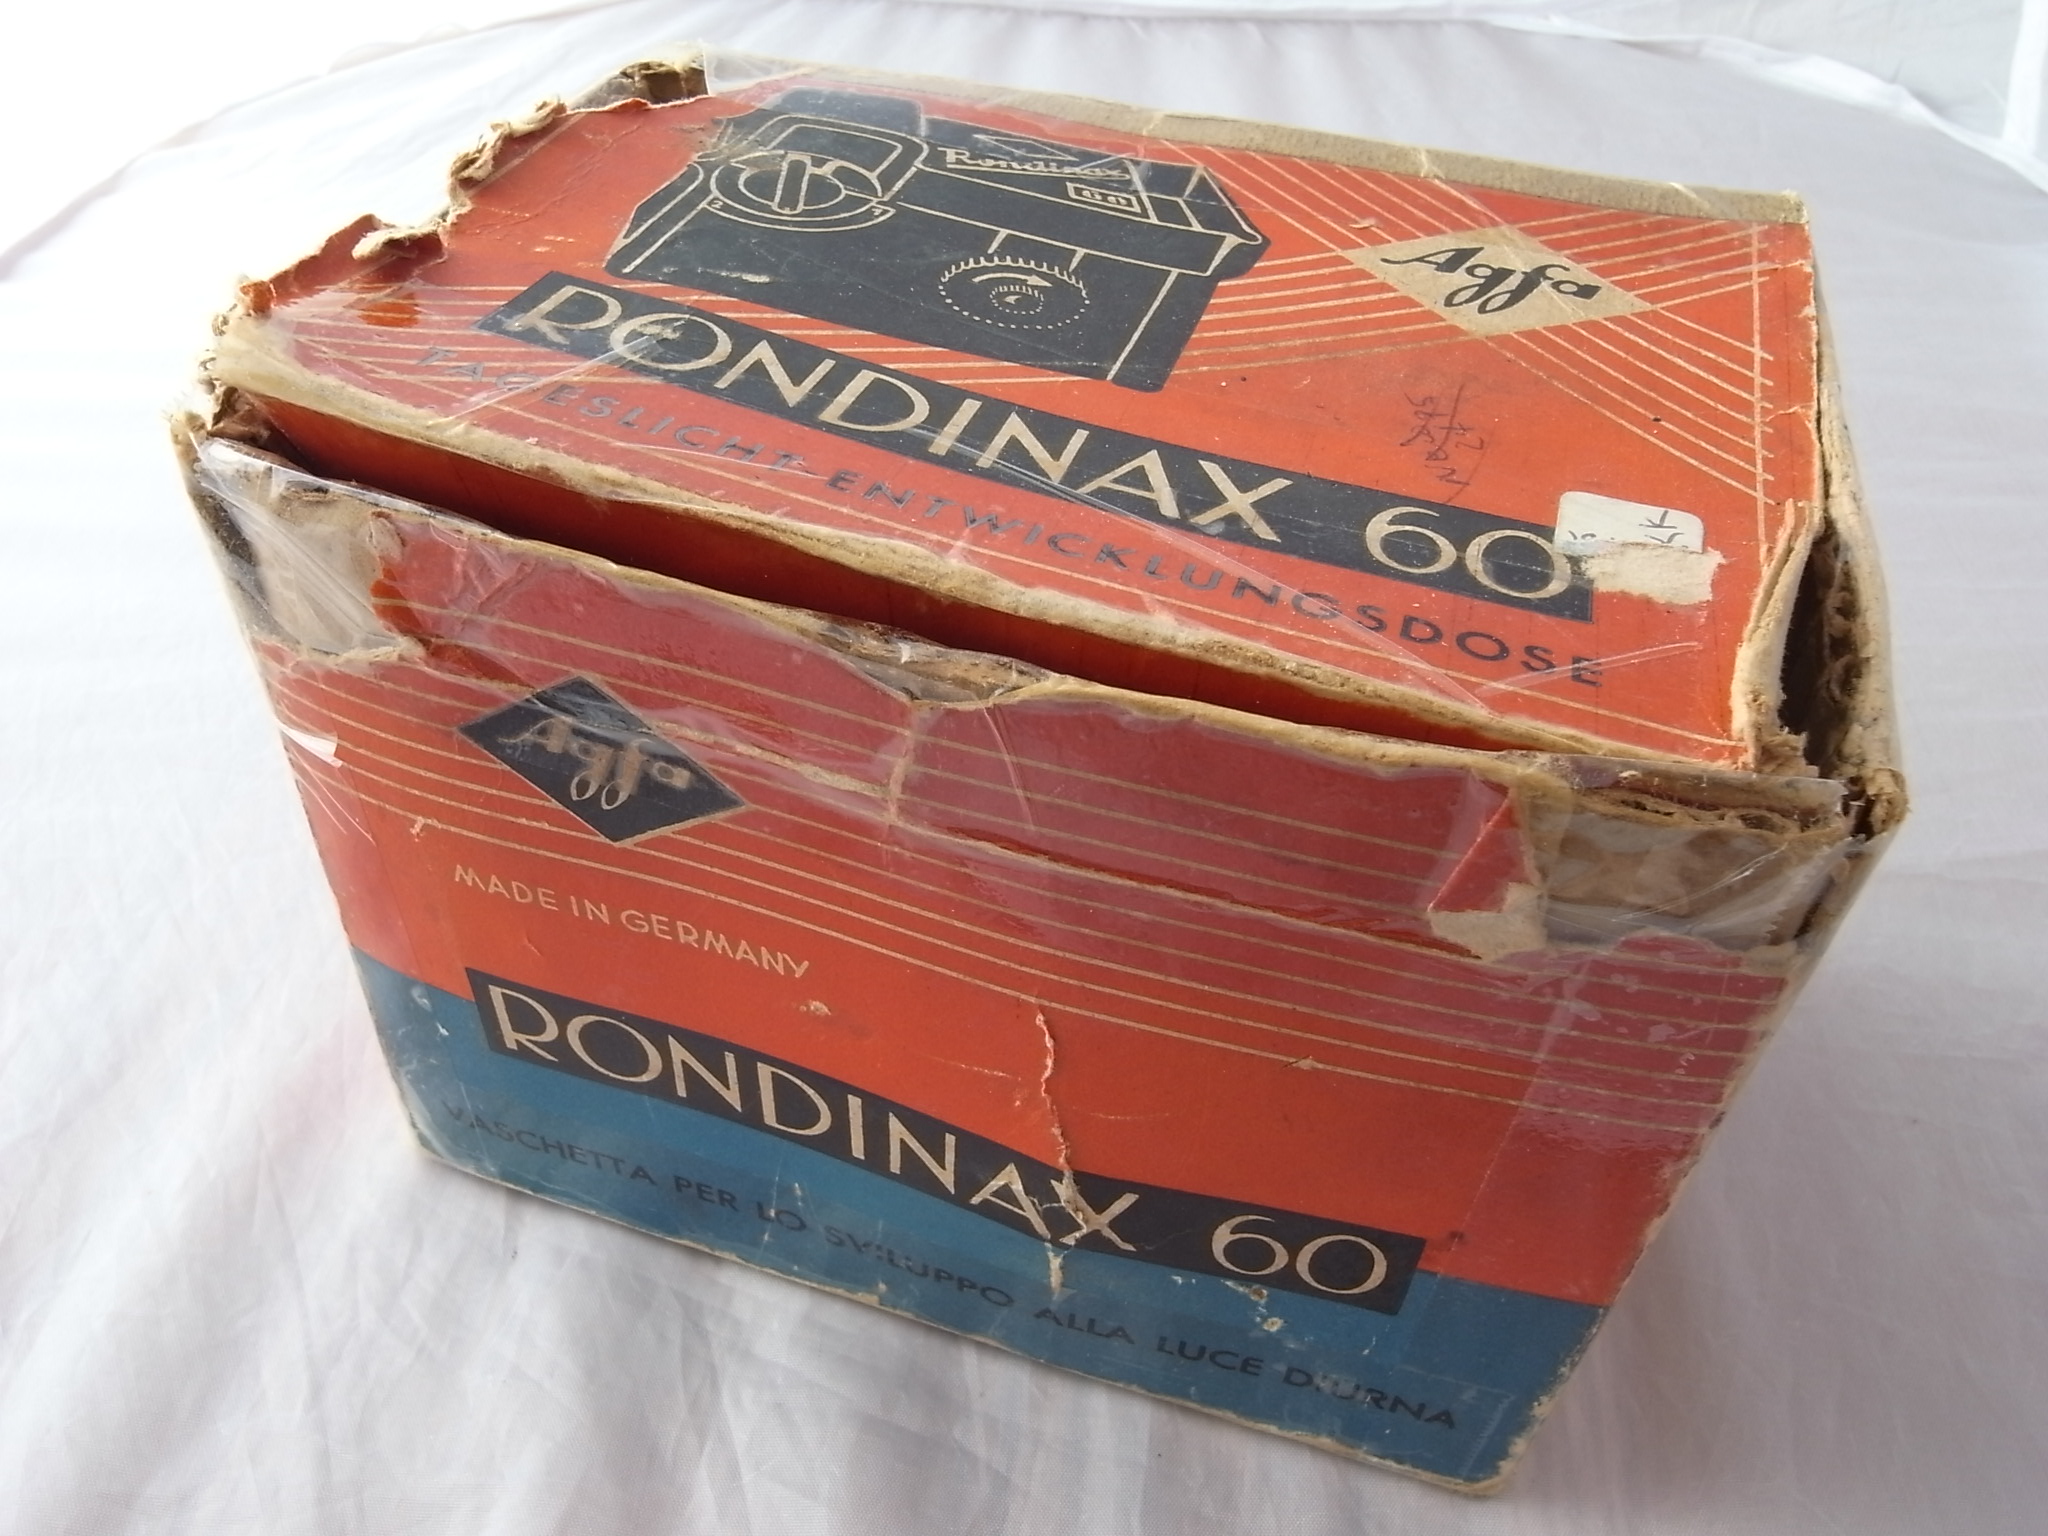 Rondinax
60
Agfa
RONDINAX 60
TAGESLICHT-ENTWICKLUNGSDOSE
Agfa
MADE IN GERMANY
RONDINAX 60
VASCHETTA PER LO SVILUPPO ALLA LUCE DIURNA